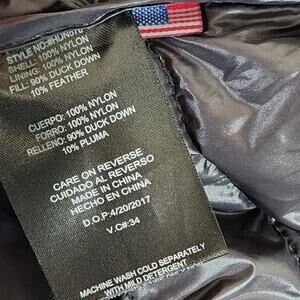 STYLE NO:#HDN576
SHELL: 100% NYLON
LINING: 100% NYLON
FILL: 90% DUCK DOWN
10% FEATHER
CUERPO: 100% NYLON
FORRO: 100% NYLON
RELLENO: 90% DUCK DOWN
10% PLUMA
CARE ON REVERSE
CUIDADO AL REVERSO
MADE IN CHINA
HECHO EN CHINA
D.O.P:4/20/2017
V.C#:34
MACHINE WASH COLD SEPARATELY
WITH MILD DETERGENT